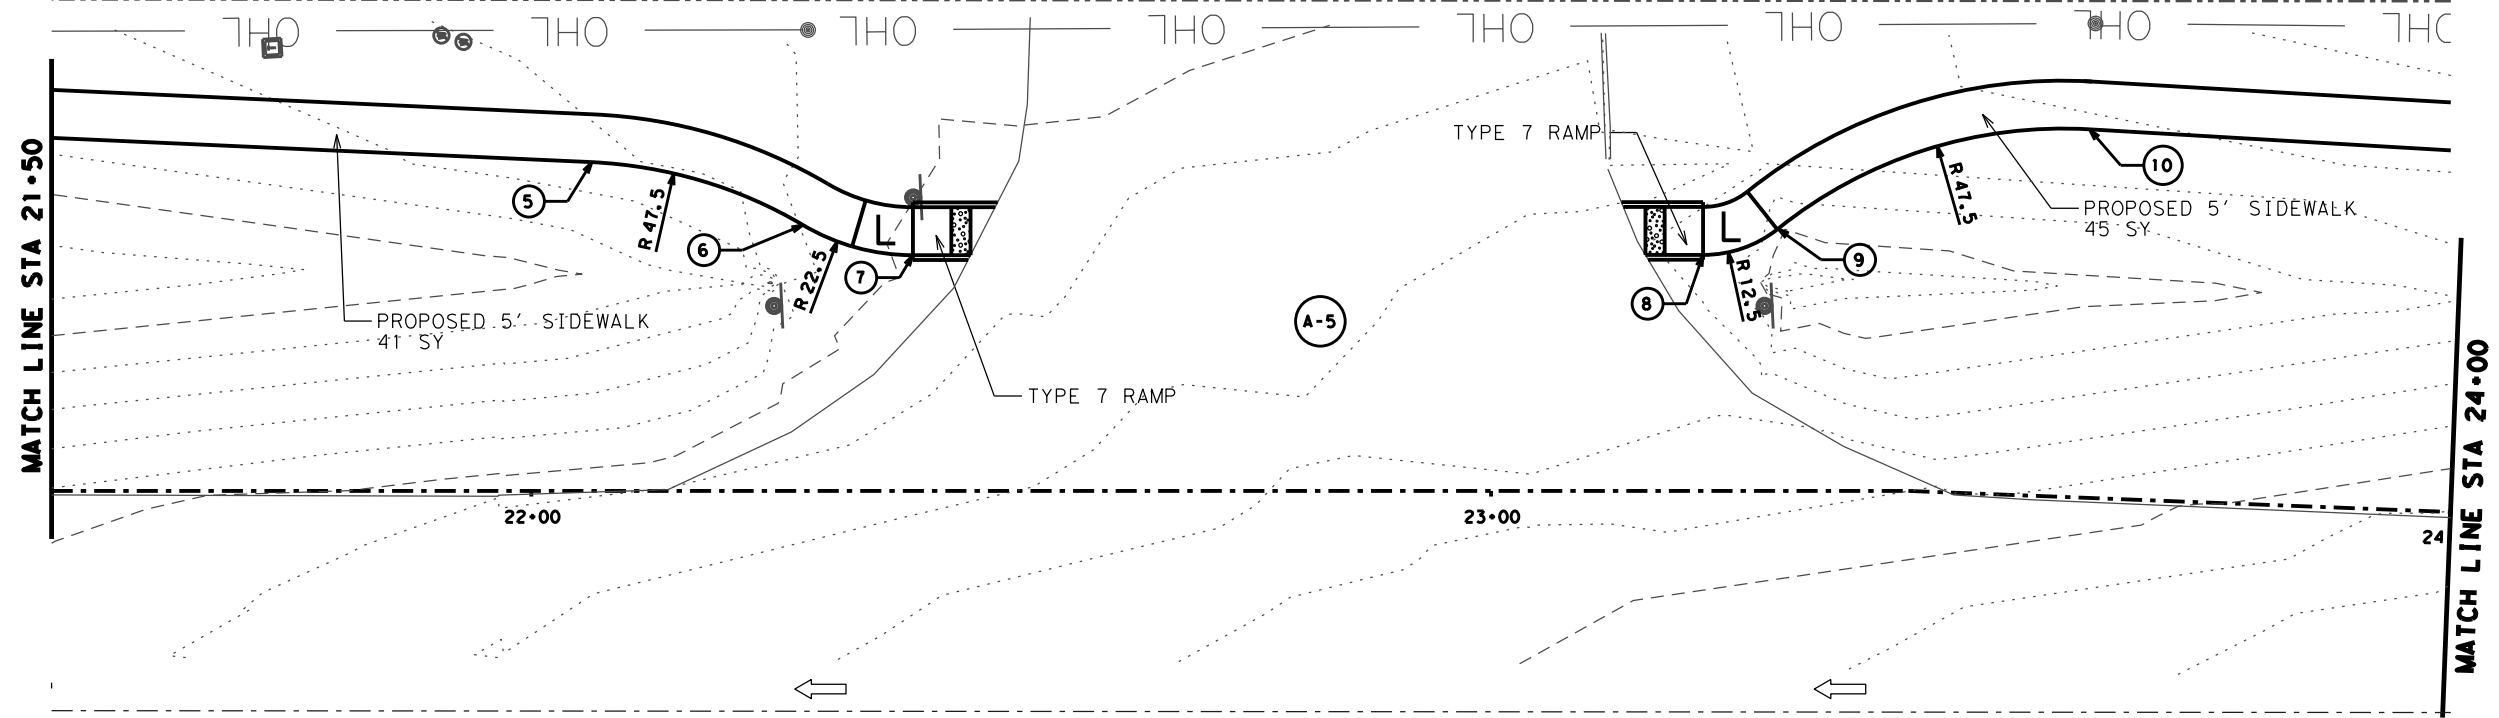 OHL OHL OHL OHL OHL OHL OHL OHL
MATCH LINE STA 21+50
5
R 47.5
6
R 22.5
7
PROPOSED 5' SIDEWALK
41 SY
TYPE 7 RAMP
A-5
TYPE 7 RAMP
8
R 12.5
9
R 47.5
10
PROPOSED 5' SIDEWALK
45 SY
22+00
23+00
24
MATCH LINE STA 24+00